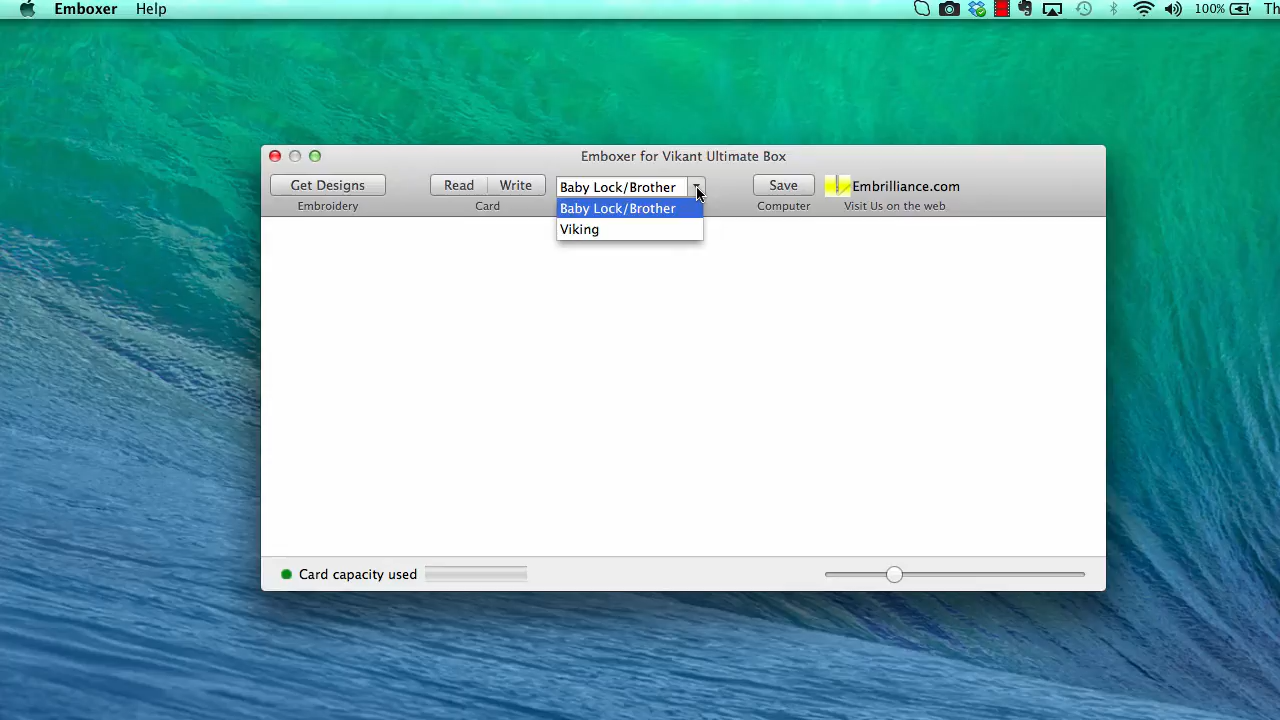 Emboxer Help 100% Th
Emboxer for Vikant Ultimate Box
Get Designs Read Write Baby Lock/Brother Save Embrilliance.com
Embroidery Card Computer Visit Us on the web
Baby Lock/Brother
Viking
Card capacity used